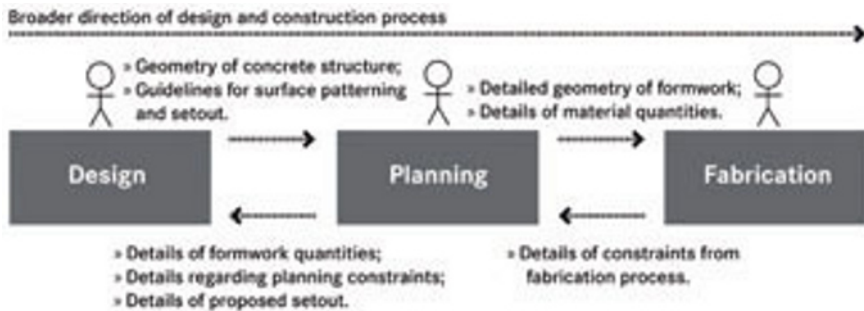 Broader direction of design and construction process
» Geometry of concrete structure;
» Guidelines for surface patterning
and setout.
» Detailed geometry of formwork;
» Details of material quantities.
Design
Planning
Fabrication
» Details of formwork quantities;
» Details regarding planning constraints;
» Details of proposed setout.
» Details of constraints from
fabrication process.